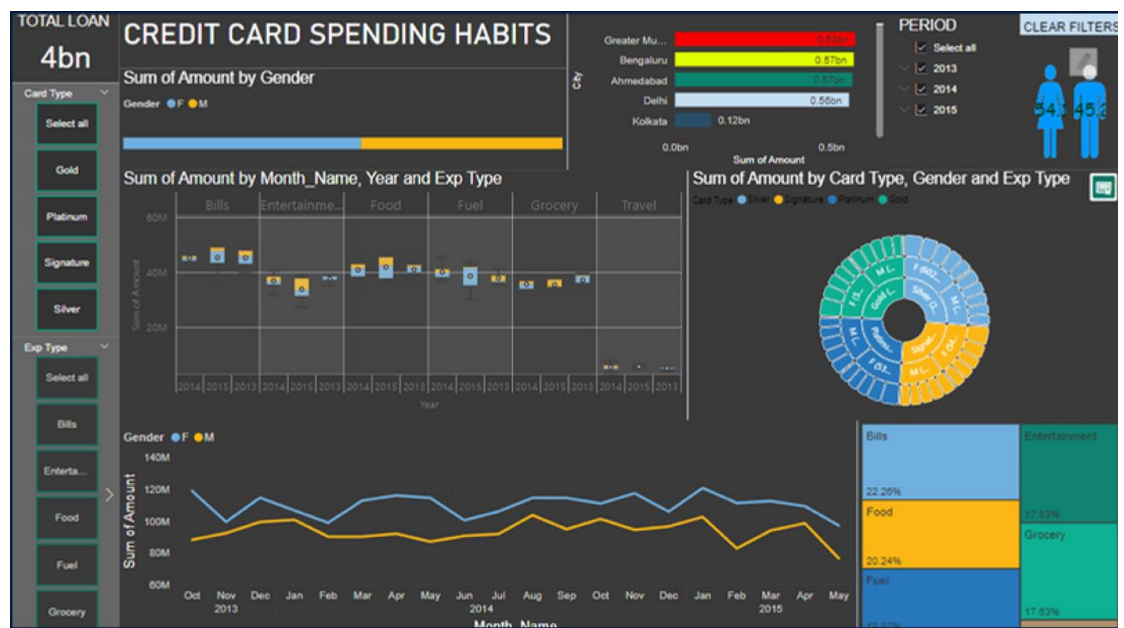 TOTAL LOAN
4bn
CREDIT CARD SPENDING HABITS
Sum of Amount by Gender
Gender F M
City
Greater Mu...
Bengaluru 0.57bn
Ahmedabad 0.57bn
Delhi 0.56bn
Kolkata 0.12bn
0.0bn 0.5bn
Sum of Amount
PERIOD
Select all
2013
2014
2015
CLEAR FILTERS
Card Type
Select all
Gold
Platinum
Signature
Silver
Exp Type
Select all
Bills
Enterta...
Food
Fuel
Grocery
Sum of Amount by Month_Name, Year and Exp Type
Bills Entertainme... Food Fuel Grocery Travel
Sum of Amount
60M
40M
20M
2014 2015 2013 2014 2015 2013 2014 2015 2013 2014 2015 2013 2014 2015 2013 2014 2015 2013
Year
Sum of Amount by Card Type, Gender and Exp Type
Card Type Silver Signature Platinum Gold
Gender F M
Sum of Amount
140M
120M
100M
80M
60M
Oct Nov Dec Jan Feb Mar Apr May Jun Jul Aug Sep Oct Nov Dec Jan Feb Mar Apr May
2013 2014 2015
Month_Name
Bills
22.26%
Food
20.24%
Fuel
Entertainment
17.93%
Grocery
17.63%